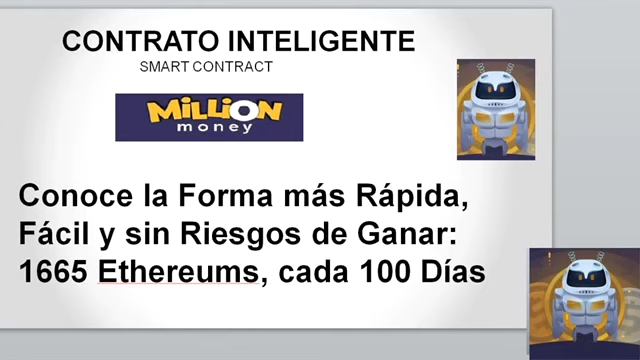 CONTRATO INTELIGENTE
SMART CONTRACT
MiLLiON
money
Conoce la Forma más Rápida,
Fácil y sin Riesgos de Ganar:
1665 Ethereums, cada 100 Días